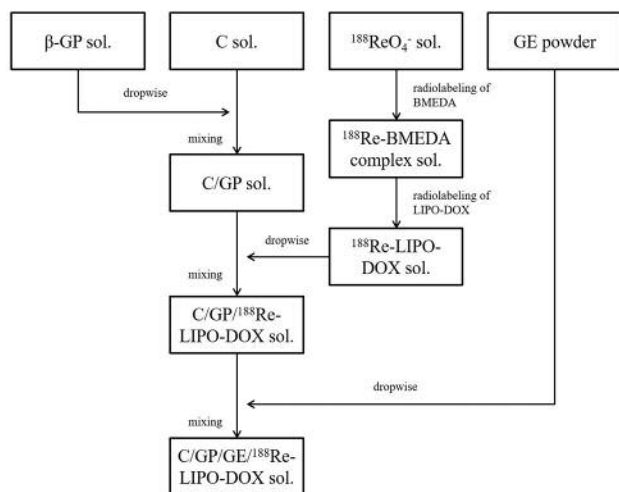 β-GP sol.
C sol.
¹⁸⁸ReO₄⁻ sol.
GE powder
dropwise
radiolabeling of
BMEDA
mixing
¹⁸⁸Re-BMEDA
complex sol.
C/GP sol.
radiolabeling of
LIPO-DOX
dropwise
¹⁸⁸Re-LIPO-
DOX sol.
mixing
C/GP/¹⁸⁸Re-
LIPO-DOX sol.
dropwise
mixing
C/GP/GE/¹⁸⁸Re-
LIPO-DOX sol.